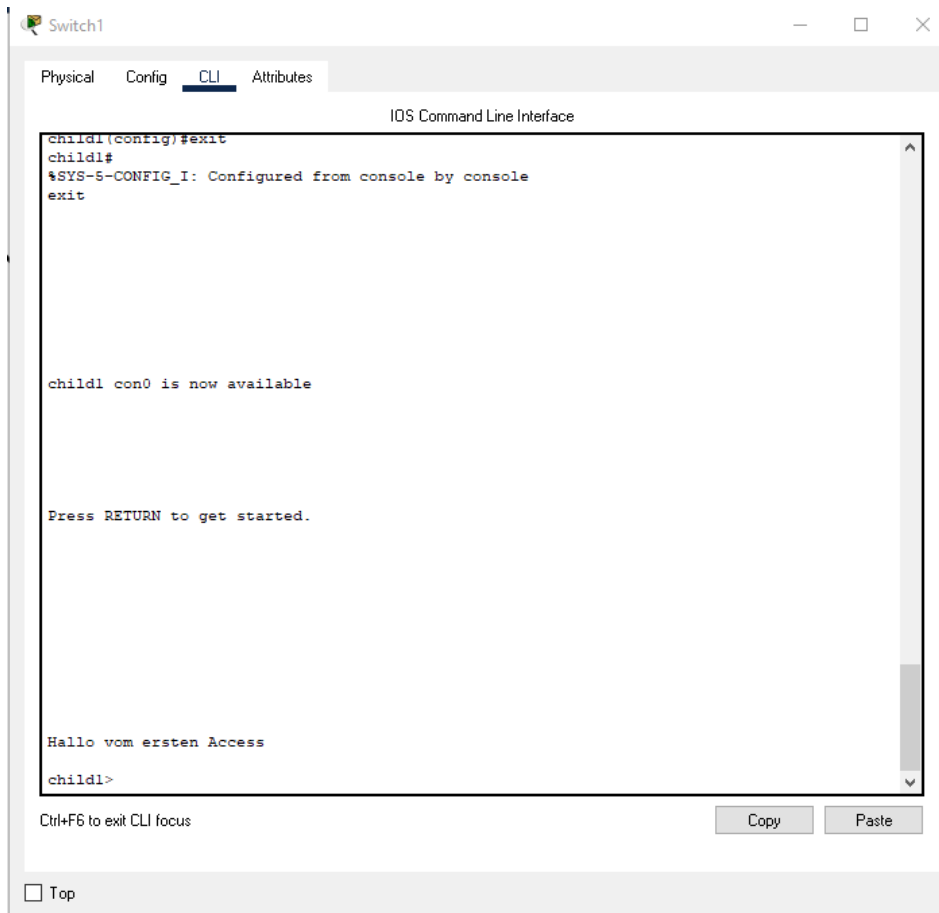 Switch1
Physical Config CLI Attributes
IOS Command Line Interface
child1(config)#exit
child1#
%SYS-5-CONFIG_I: Configured from console by console
exit
child1 con0 is now available
Press RETURN to get started.
Hallo vom ersten Access
child1>
Ctrl+F6 to exit CLI focus
Copy Paste
Top